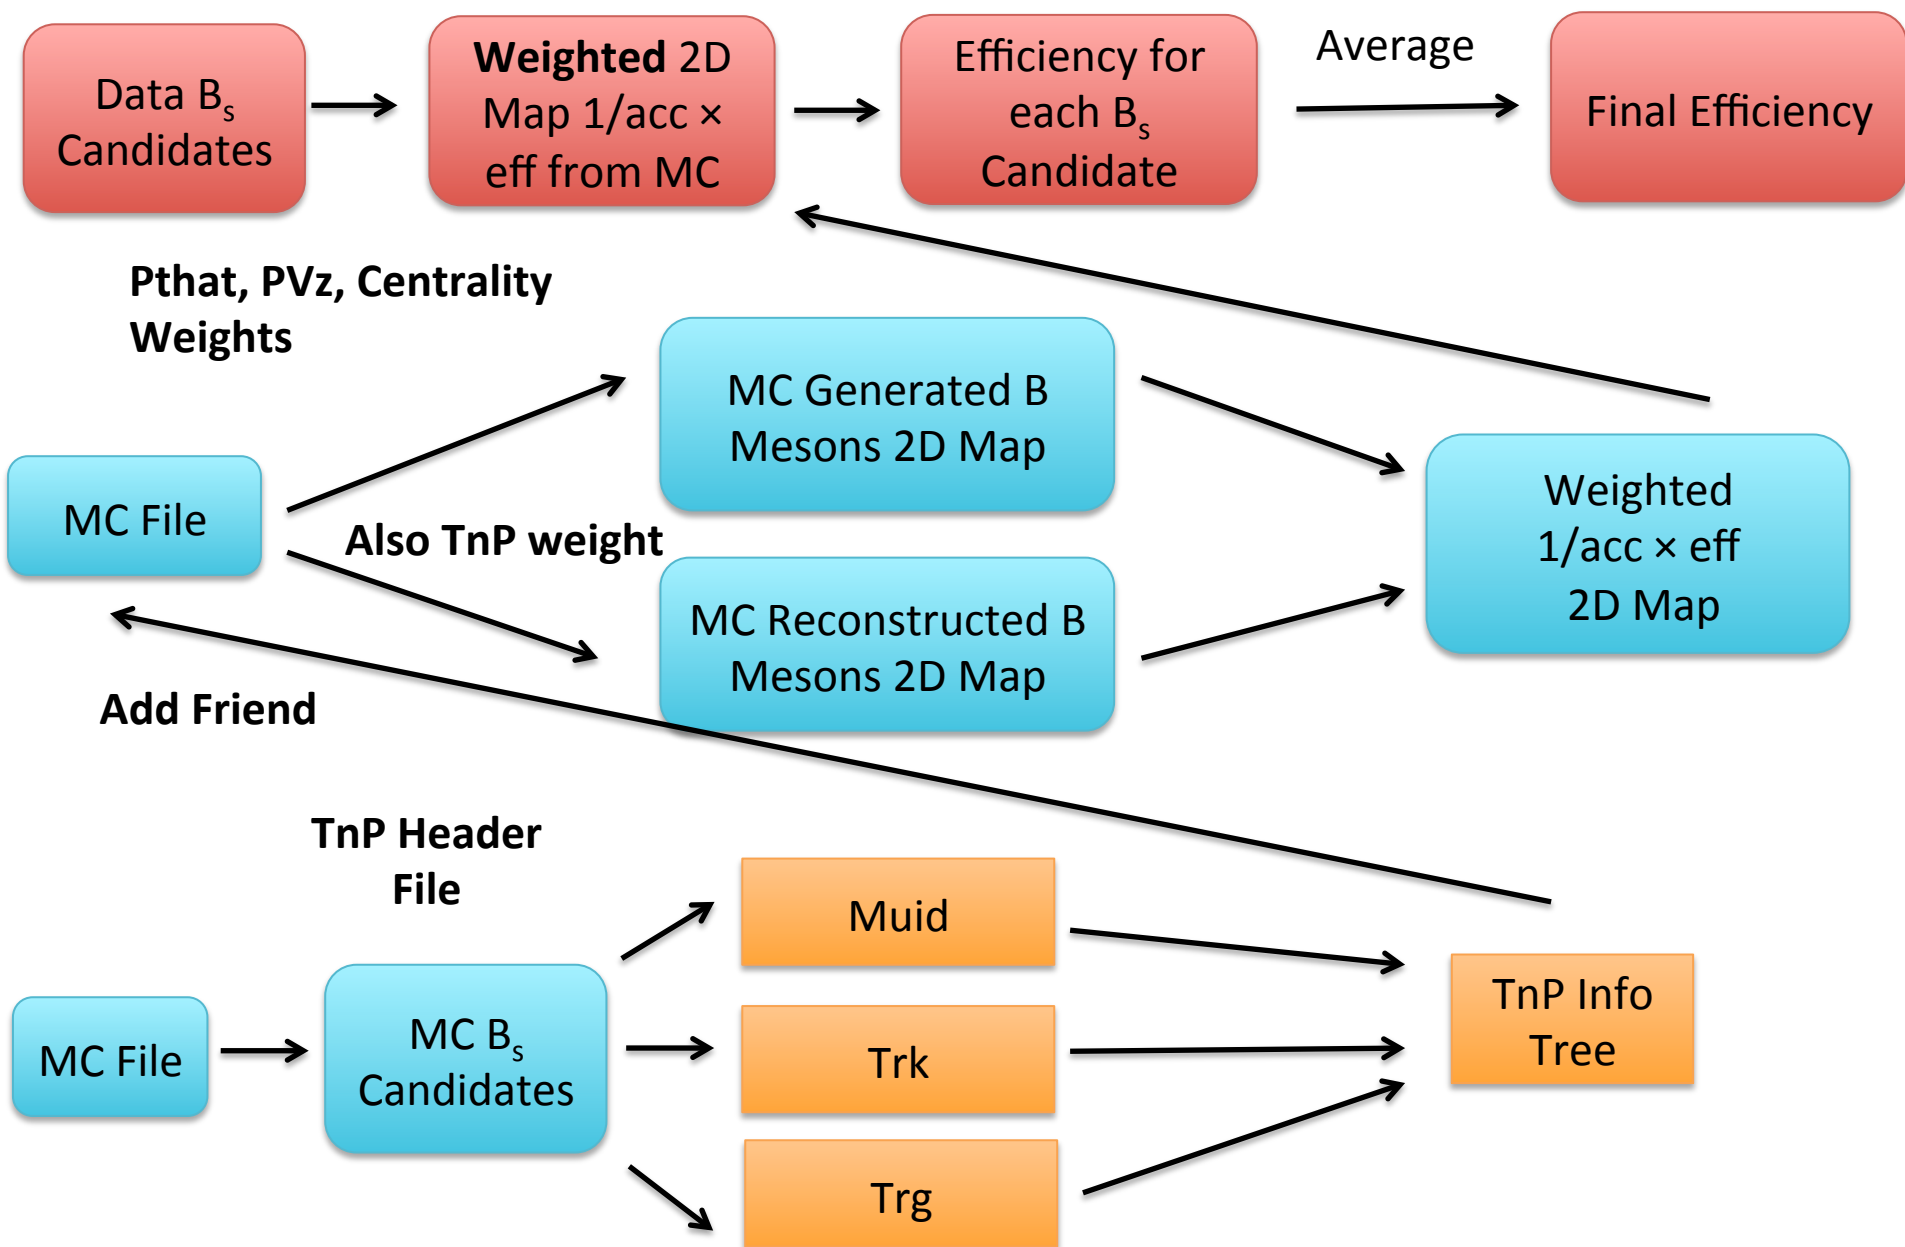 Data Bs
Candidates
Weighted 2D
Map 1/acc ×
eff from MC
Efficiency for
each Bs
Candidate
Average
Final Efficiency
Pthat, PVz, Centrality
Weights
MC File
MC Generated B
Mesons 2D Map
Also TnP weight
MC Reconstructed B
Mesons 2D Map
Weighted
1/acc × eff
2D Map
Add Friend
TnP Header
File
MC File
MC Bs
Candidates
Muid
Trk
Trg
TnP Info
Tree